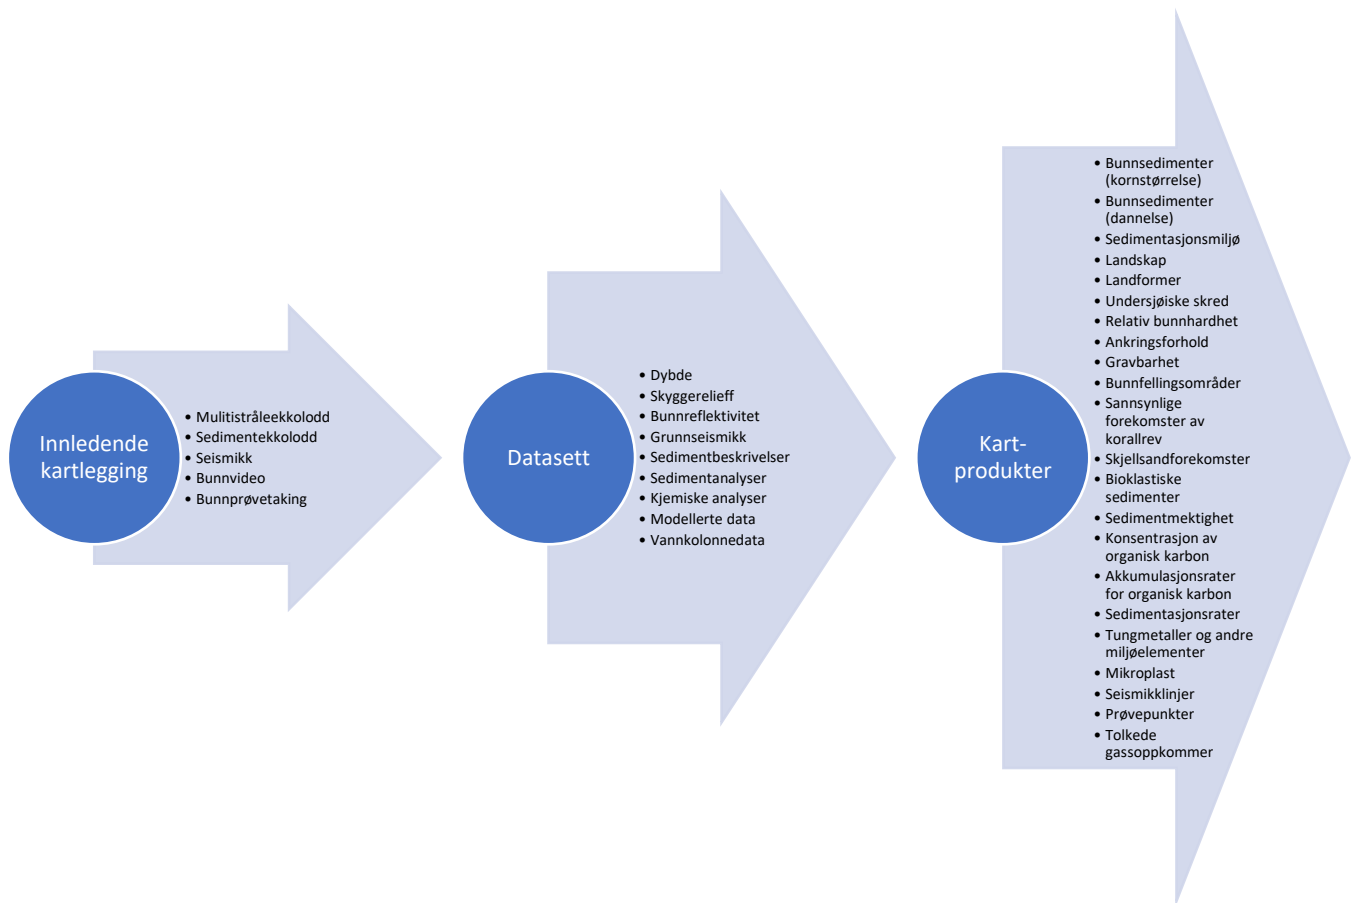 Innledende
kartlegging
• Mulitistråleekkolodd
• Sedimentekkolodd
• Seismikk
• Bunnvideo
• Bunnprøvetaking
Datasett
• Dybde
• Skyggerelieff
• Bunnreflektivitet
• Grunnseismikk
• Sedimentbeskrivelser
• Sedimentanalyser
• Kjemiske analyser
• Modellerte data
• Vannkolonnedata
Kart-
produkter
• Bunnsedimenter
(kornstørrelse)
• Bunnsedimenter
(dannelse)
• Sedimentasjonsmiljø
• Landskap
• Landformer
• Undersjøiske skred
• Relativ bunnhardhet
• Ankringsforhold
• Gravbarhet
• Bunnfellingsområder
• Sannsynlige
forekomster av
korallrev
• Skjellsandforekomster
• Bioklastiske
sedimenter
• Sedimentmektighet
• Konsentrasjon av
organisk karbon
• Akkumulasjonsrater
for organisk karbon
• Sedimentasjonsrater
• Tungmetaller og andre
miljøelementer
• Mikroplast
• Seismikklinjer
• Prøvepunkter
• Tolkede
gassoppkommer